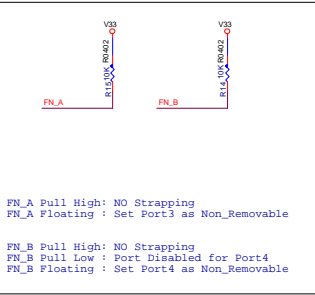 V33
V33
R0402
R0402
10K
10K
R15
R14
FN_A
FN_B
FN_A Pull High: NO Strapping
FN_A Floating : Set Port3 as Non_Removable
FN_B Pull High: NO Strapping
FN_B Pull Low : Port Disabled for Port4
FN_B Floating : Set Port4 as Non_Removable